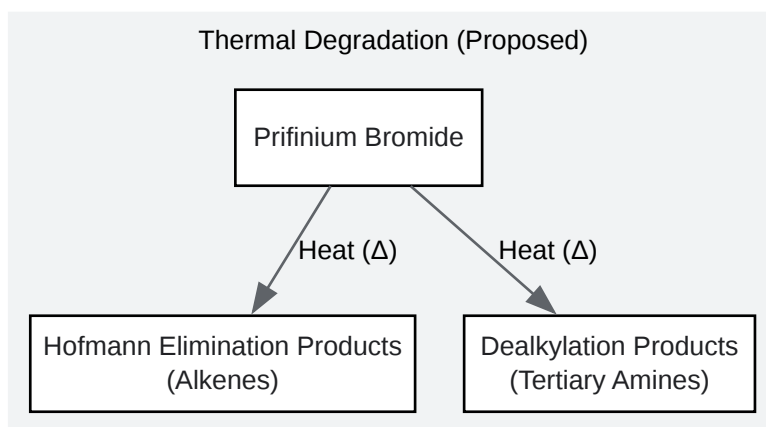 Thermal Degradation (Proposed)
Prifinium Bromide
Heat (Δ)
Heat (Δ)
Hofmann Elimination Products
(Alkenes)
Dealkylation Products
(Tertiary Amines)